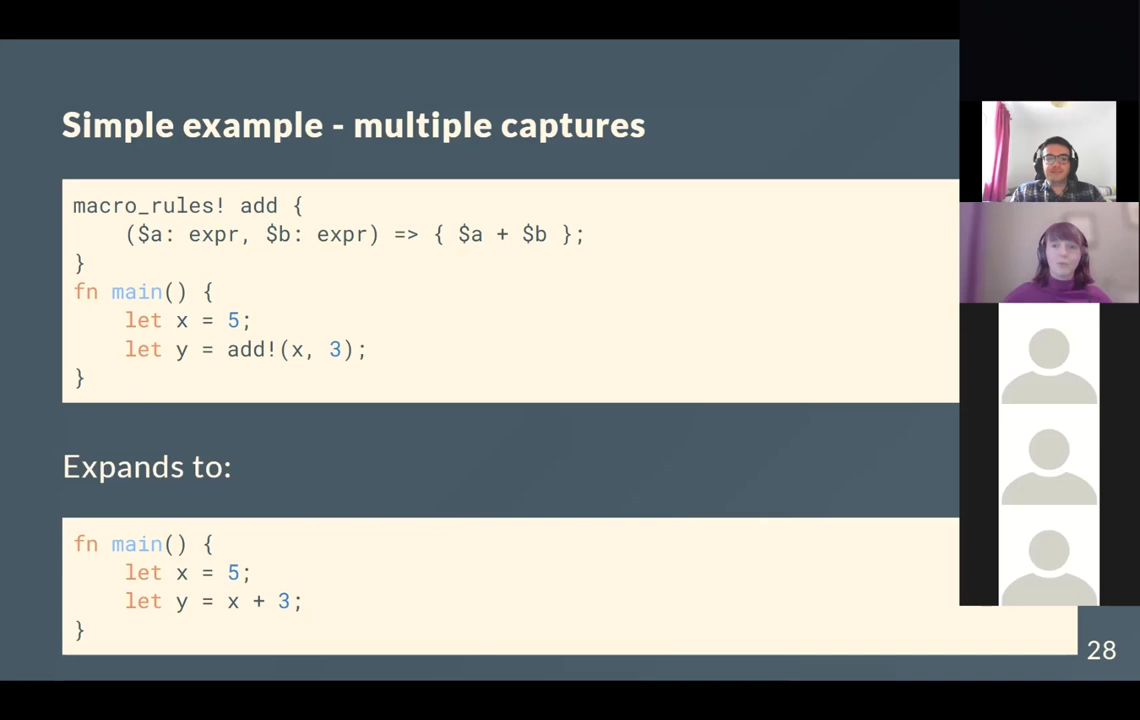 Simple example - multiple captures
macro_rules! add {
    ($a: expr, $b: expr) => { $a + $b };
}
fn main() {
    let x = 5;
    let y = add!(x, 3);
}
Expands to:
fn main() {
    let x = 5;
    let y = x + 3;
}
28